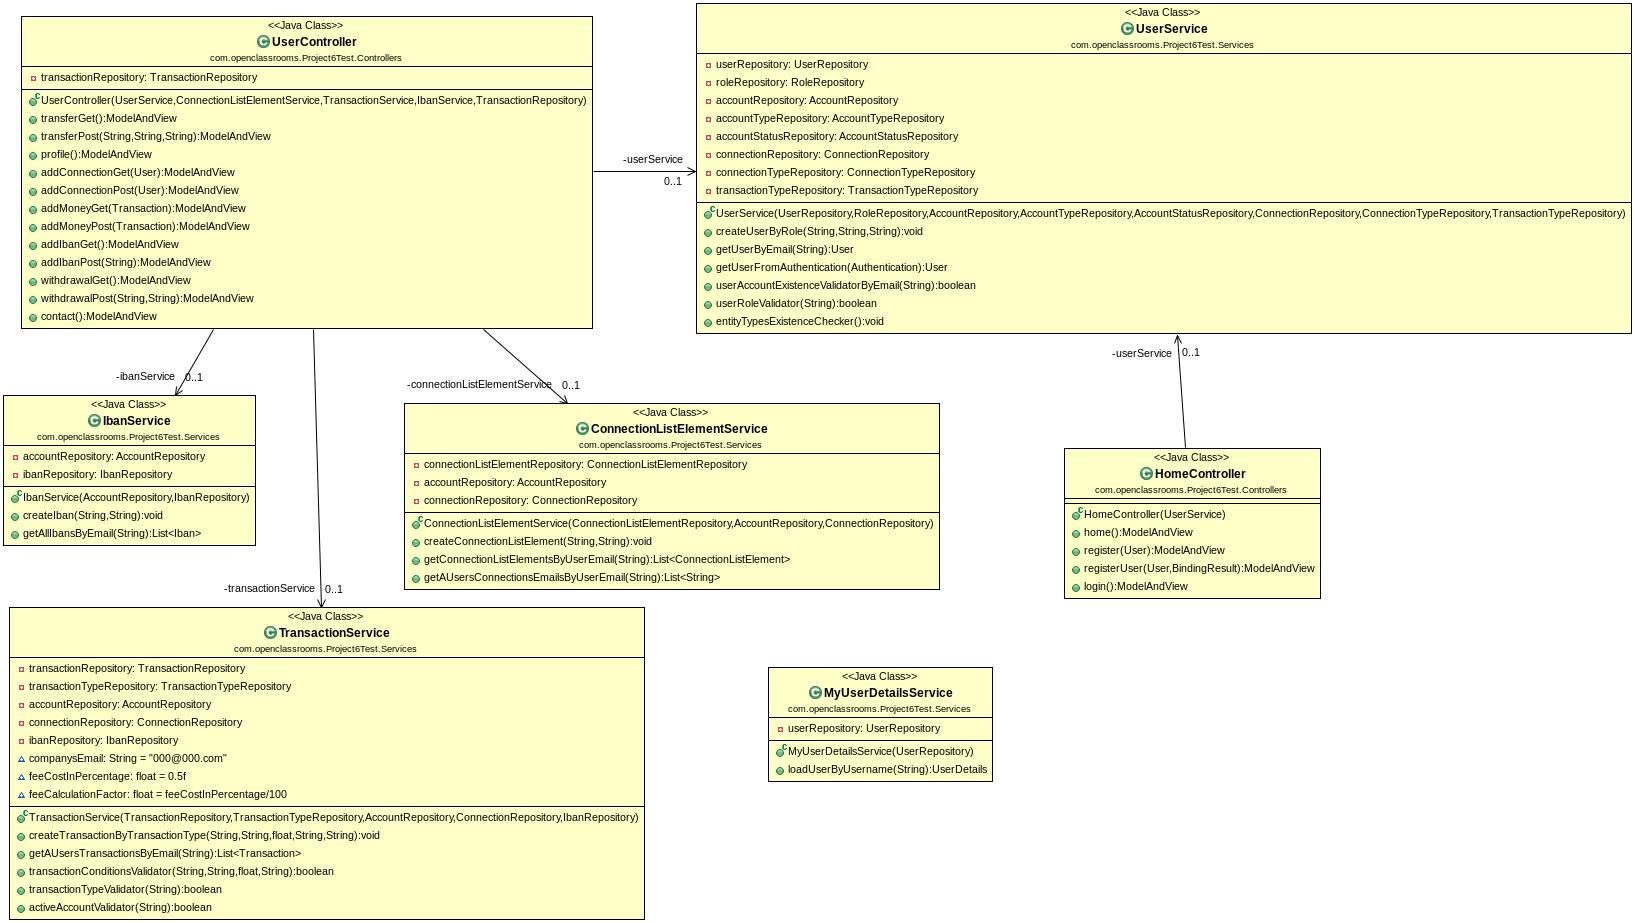 <<Java Class>>
UserController
com.openclassrooms.Project6Test.Controllers
transactionRepository: TransactionRepository
UserController(UserService,ConnectionListElementService,TransactionService,IbanService,TransactionRepository)
transferGet():ModelAndView
transferPost(String,String,String):ModelAndView
profile():ModelAndView
addConnectionGet(User):ModelAndView
addConnectionPost(User):ModelAndView
addMoneyGet(Transaction):ModelAndView
addMoneyPost(Transaction):ModelAndView
addIbanGet():ModelAndView
addIbanPost(String):ModelAndView
withdrawalGet():ModelAndView
withdrawalPost(String,String):ModelAndView
contact():ModelAndView
-userService
0..1
<<Java Class>>
UserService
com.openclassrooms.Project6Test.Services
userRepository: UserRepository
roleRepository: RoleRepository
accountRepository: AccountRepository
accountTypeRepository: AccountTypeRepository
accountStatusRepository: AccountStatusRepository
connectionRepository: ConnectionRepository
connectionTypeRepository: ConnectionTypeRepository
transactionTypeRepository: TransactionTypeRepository
UserService(UserRepository,RoleRepository,AccountRepository,AccountTypeRepository,AccountStatusRepository,ConnectionRepository,ConnectionTypeRepository,TransactionTypeRepository)
createUserByRole(String,String,String):void
getUserByEmail(String):User
getUserFromAuthentication(Authentication):User
userAccountExistenceValidatorByEmail(String):boolean
userRoleValidator(String):boolean
entityTypesExistenceChecker():void
-ibanService
0..1
<<Java Class>>
IbanService
com.openclassrooms.Project6Test.Services
accountRepository: AccountRepository
ibanRepository: IbanRepository
IbanService(AccountRepository,IbanRepository)
createIban(String,String):void
getAllIbansByEmail(String):List<Iban>
-connectionListElementService
0..1
<<Java Class>>
ConnectionListElementService
com.openclassrooms.Project6Test.Services
connectionListElementRepository: ConnectionListElementRepository
accountRepository: AccountRepository
connectionRepository: ConnectionRepository
ConnectionListElementService(ConnectionListElementRepository,AccountRepository,ConnectionRepository)
createConnectionListElement(String,String):void
getConnectionListElementsByUserEmail(String):List<ConnectionListElement>
getAUsersConnectionsEmailsByUserEmail(String):List<String>
-userService
0..1
<<Java Class>>
HomeController
com.openclassrooms.Project6Test.Controllers
HomeController(UserService)
home():ModelAndView
register(User):ModelAndView
registerUser(User,BindingResult):ModelAndView
login():ModelAndView
-transactionService
0..1
<<Java Class>>
TransactionService
com.openclassrooms.Project6Test.Services
transactionRepository: TransactionRepository
transactionTypeRepository: TransactionTypeRepository
accountRepository: AccountRepository
connectionRepository: ConnectionRepository
ibanRepository: IbanRepository
companysEmail: String = "000@000.com"
feeCostInPercentage: float = 0.5f
feeCalculationFactor: float = feeCostInPercentage/100
TransactionService(TransactionRepository,TransactionTypeRepository,AccountRepository,ConnectionRepository,IbanRepository)
createTransactionByTransactionType(String,String,float,String,String):void
getAUsersTransactionsByEmail(String):List<Transaction>
transactionConditionsValidator(String,String,float,String):boolean
transactionTypeValidator(String):boolean
activeAccountValidator(String):boolean
<<Java Class>>
MyUserDetailsService
com.openclassrooms.Project6Test.Services
userRepository: UserRepository
MyUserDetailsService(UserRepository)
loadUserByUsername(String):UserDetails